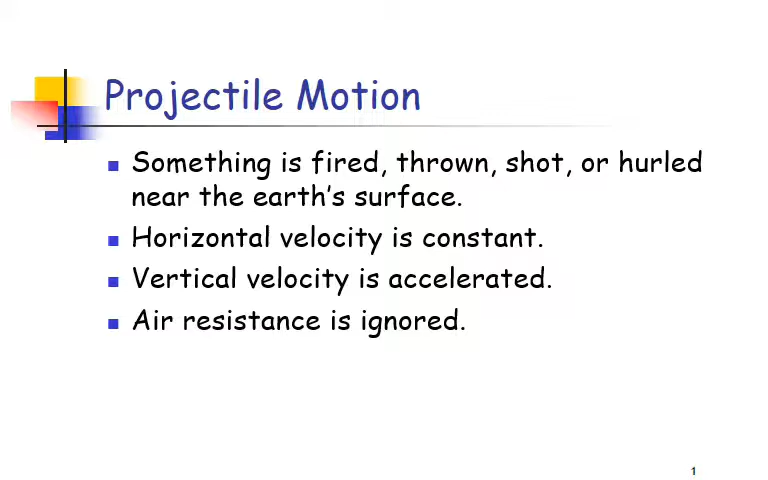 Projectile Motion
Something is fired, thrown, shot, or hurled
near the earth's surface.
Horizontal velocity is constant.
Vertical velocity is accelerated.
Air resistance is ignored.
1